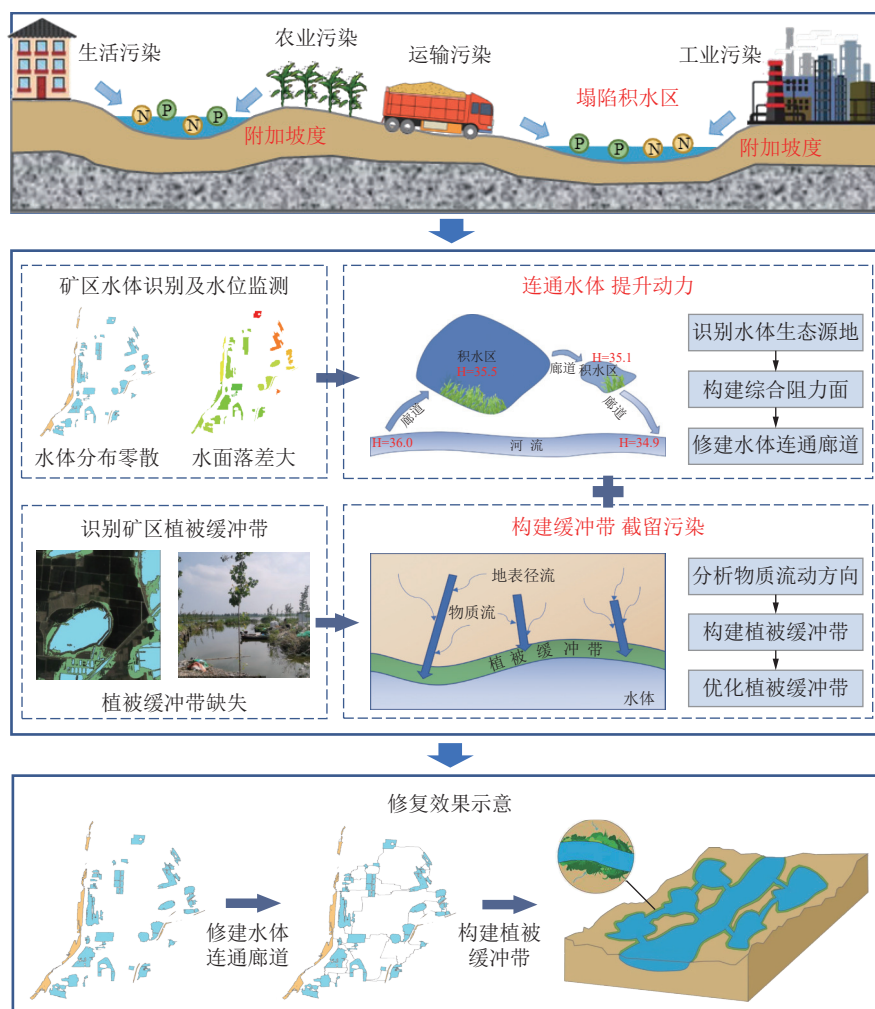 生活污染
农业污染
运输污染
工业污染
塌陷积水区
N
P
N
P
P
P
N
N
附加坡度
附加坡度
矿区水体识别及水位监测
水体分布零散
水面落差大
连通水体 提升动力
积水区
H=35.5
廊道
H=35.1
积水区
廊道
廊道
H=36.0
河 流
H=34.9
识别水体生态源地
构建综合阻力面
修建水体连通廊道
识别矿区植被缓冲带
植被缓冲带缺失
构建缓冲带 截留污染
地表径流
物质流
植被缓冲带
水体
分析物质流动方向
构建植被缓冲带
优化植被缓冲带
修复效果示意
修建水体
连通廊道
构建植被
缓冲带